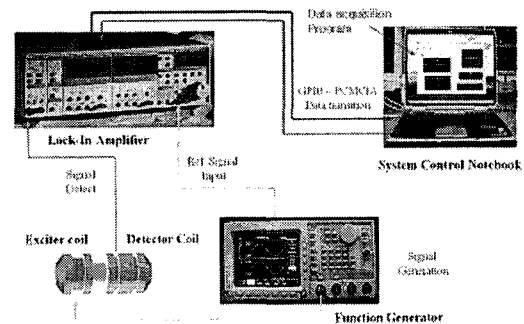 Data acquisition
Program
GPIB - PCMCIA
Data transition
Lock-In Amplifier
System Control Notebook
Signal
Detect
Ref Signal
Input
Exciter coil
Detector Coil
Signal
Generation
Function Generator